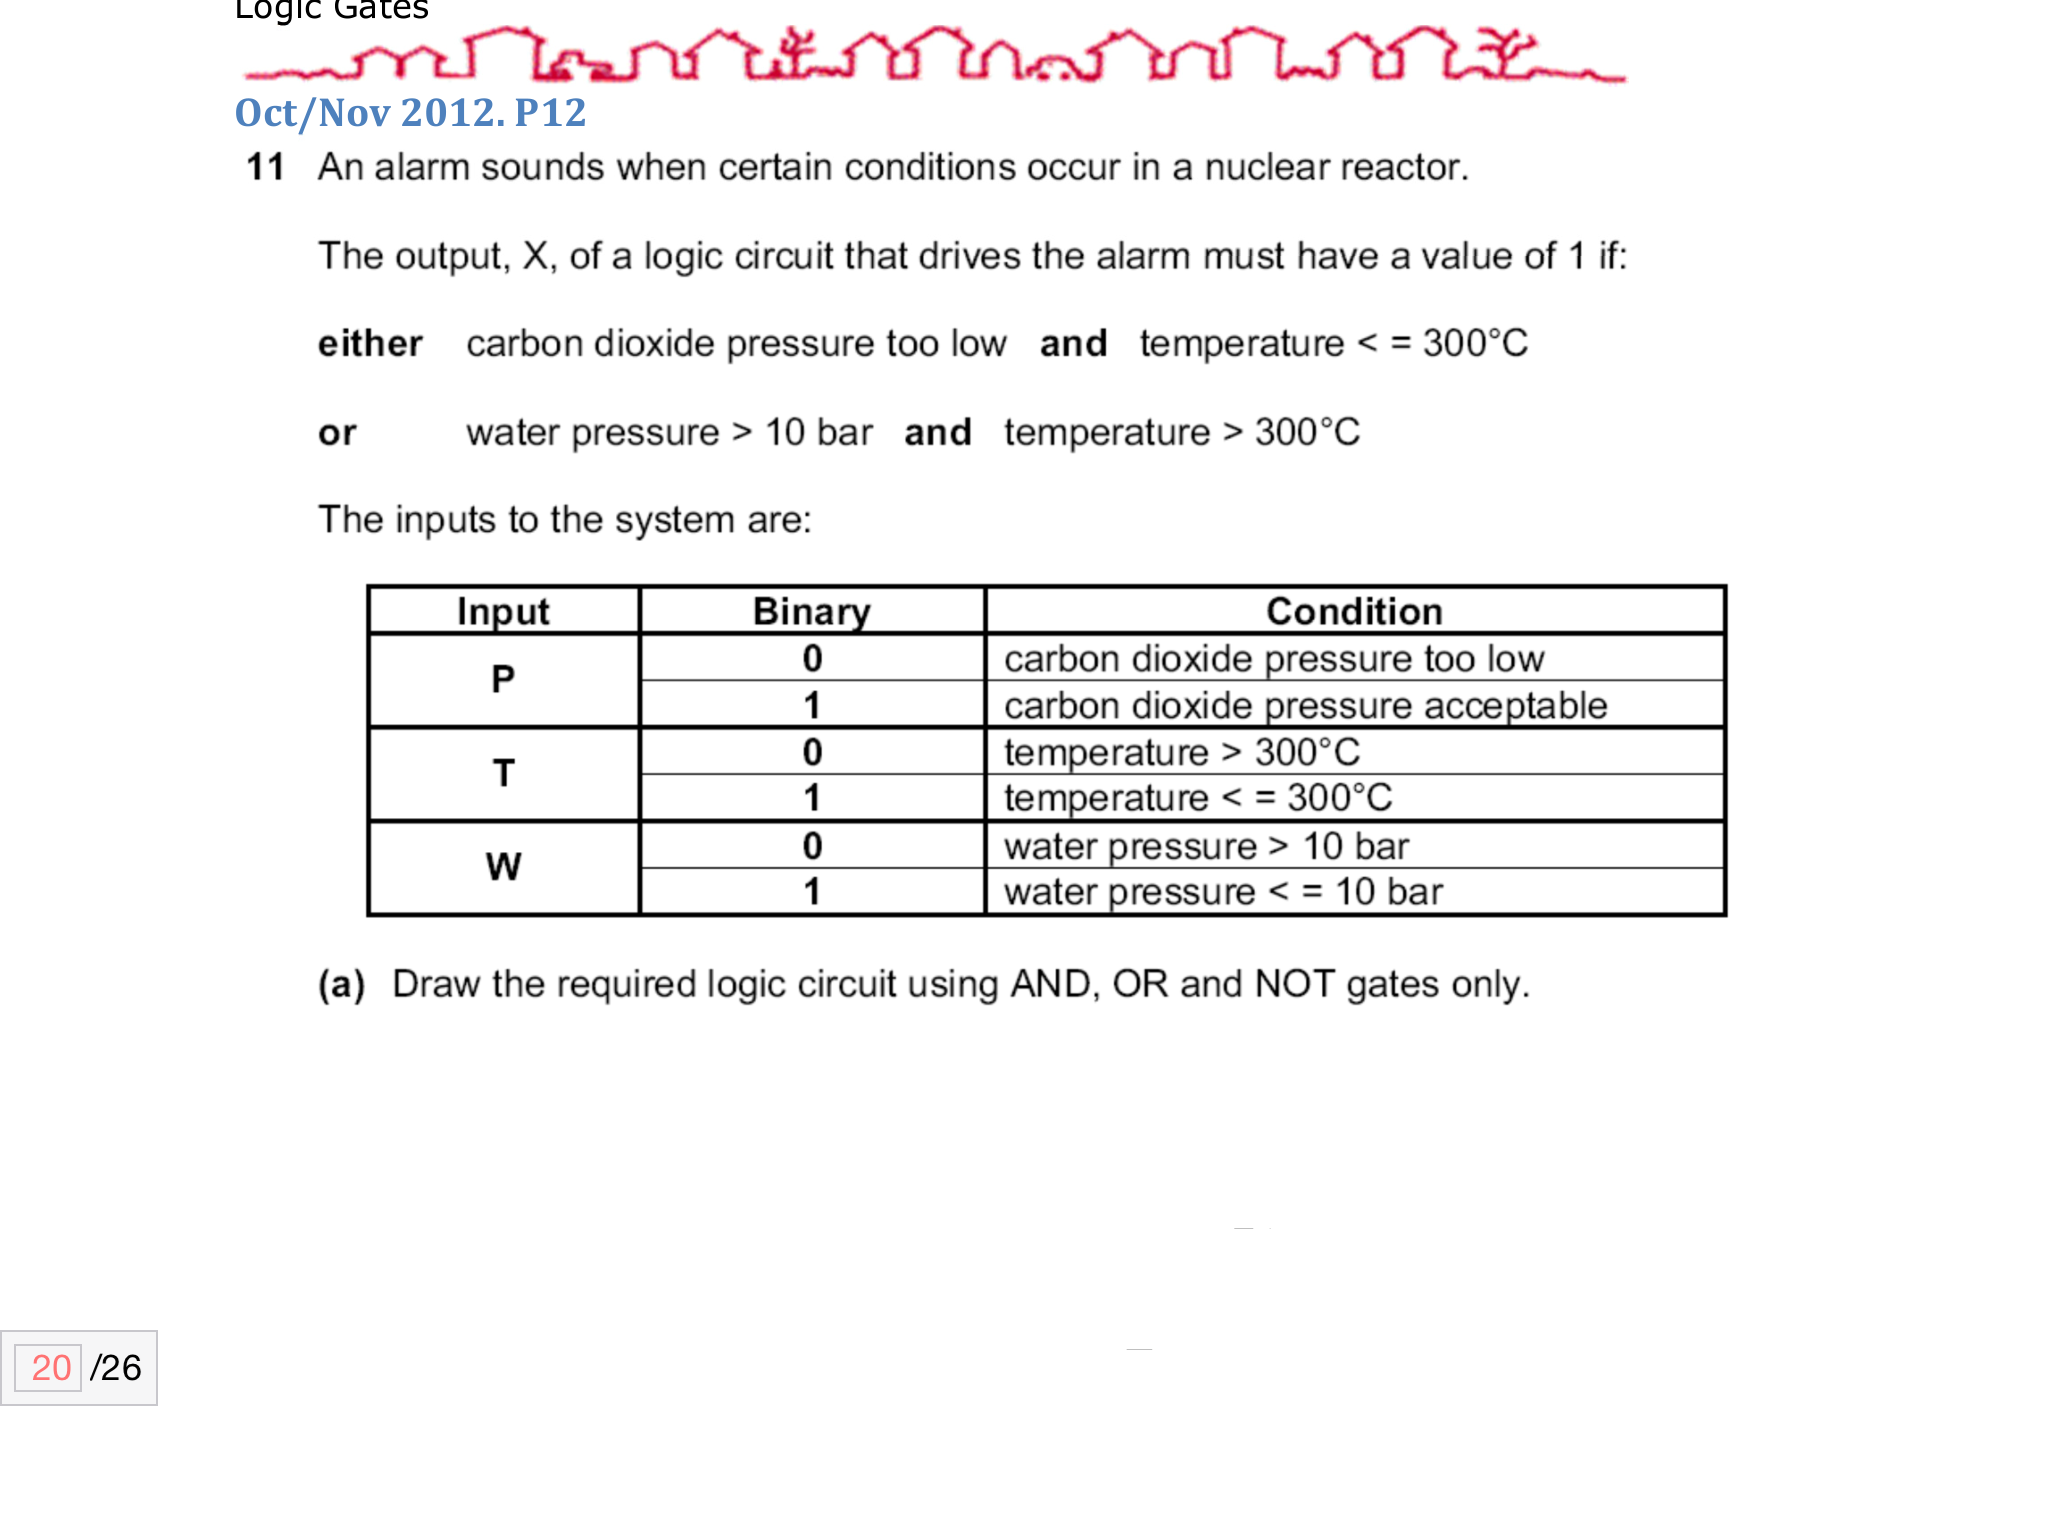 Logic Gates
Oct/Nov 2012. P12
11 An alarm sounds when certain conditions occur in a nuclear reactor.
The output, X, of a logic circuit that drives the alarm must have a value of 1 if:
either carbon dioxide pressure too low and temperature < = 300°C
or water pressure > 10 bar and temperature > 300°C
The inputs to the system are:
Input Binary Condition
P
0 carbon dioxide pressure too low
1 carbon dioxide pressure acceptable
T
0 temperature > 300°C
1 temperature < = 300°C
W
0 water pressure > 10 bar
1 water pressure < = 10 bar
(a) Draw the required logic circuit using AND, OR and NOT gates only.
20 /26